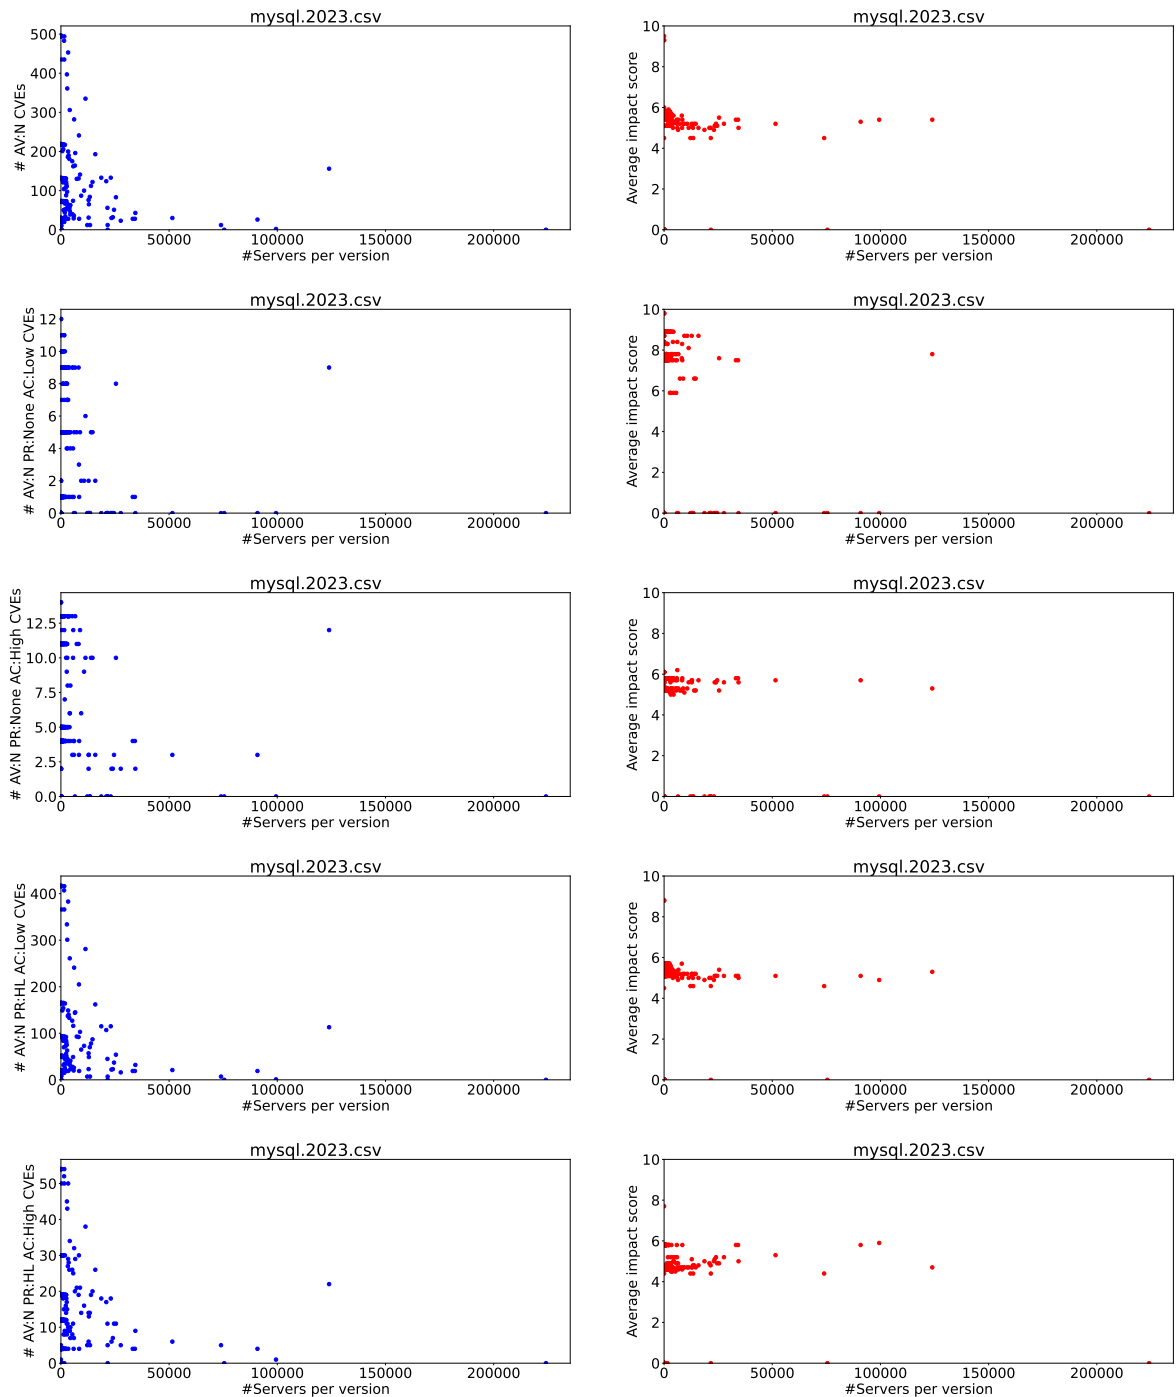 mysql.2023.csv
# AV:N CVEs
500
400
300
200
100
0
0 50000 100000 150000 200000
#Servers per version
mysql.2023.csv
Average impact score
10
8
6
4
2
0
0 50000 100000 150000 200000
#Servers per version
mysql.2023.csv
# AV:N PR:None AC:Low CVEs
12
10
8
6
4
2
0
0 50000 100000 150000 200000
#Servers per version
mysql.2023.csv
Average impact score
10
8
6
4
2
0
0 50000 100000 150000 200000
#Servers per version
mysql.2023.csv
# AV:N PR:None AC:High CVEs
12.5
10.0
7.5
5.0
2.5
0.0
0 50000 100000 150000 200000
#Servers per version
mysql.2023.csv
Average impact score
10
8
6
4
2
0
0 50000 100000 150000 200000
#Servers per version
mysql.2023.csv
# AV:N PR:HL AC:Low CVEs
400
300
200
100
0
0 50000 100000 150000 200000
#Servers per version
mysql.2023.csv
Average impact score
10
8
6
4
2
0
0 50000 100000 150000 200000
#Servers per version
mysql.2023.csv
# AV:N PR:HL AC:High CVEs
50
40
30
20
10
0
0 50000 100000 150000 200000
#Servers per version
mysql.2023.csv
Average impact score
10
8
6
4
2
0
0 50000 100000 150000 200000
#Servers per version